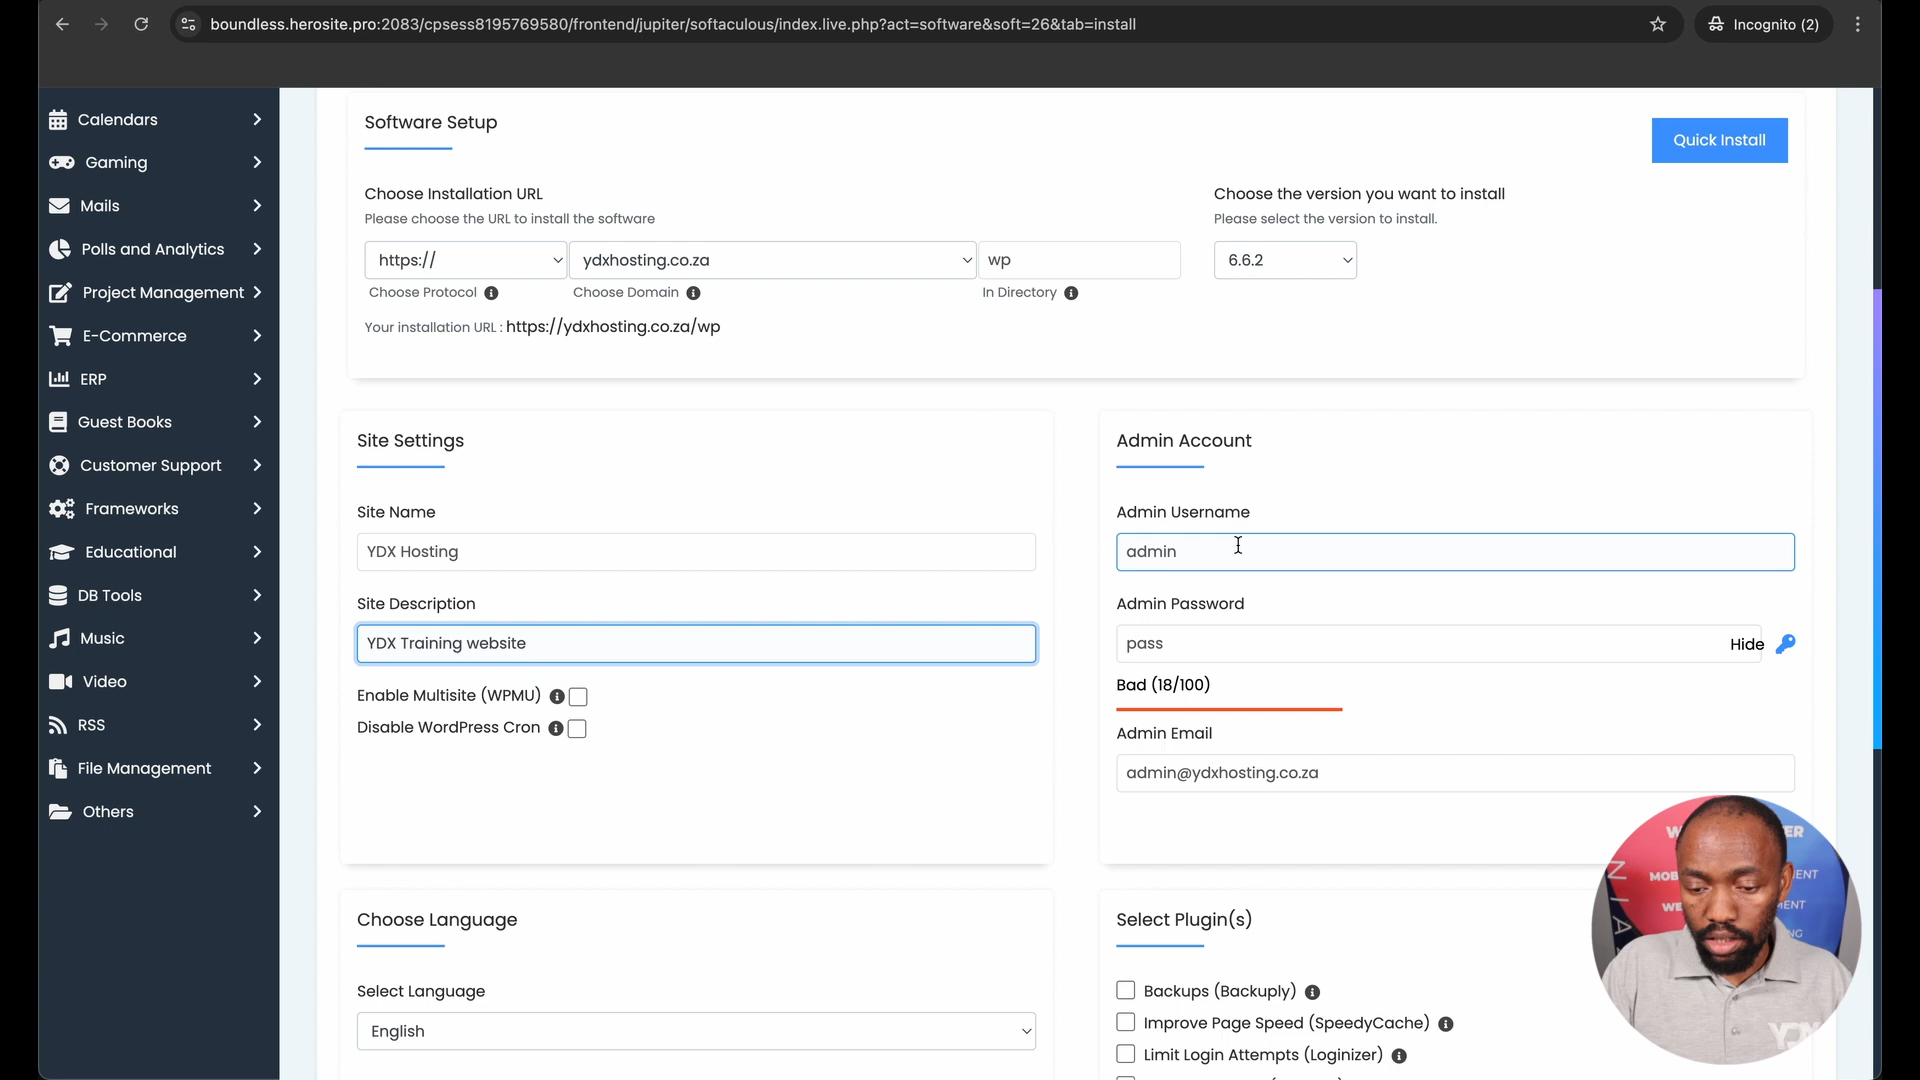 boundless.herosite.pro:2083/cpsess8195769580/frontend/jupiter/softaculous/index.live.php?act=software&soft=26&tab=install
Incognito (2)
Calendars
Gaming
Mails
Polls and Analytics
Project Management
E-Commerce
ERP
Guest Books
Customer Support
Frameworks
Educational
DB Tools
Music
Video
RSS
File Management
Others
Software Setup
Quick Install
Choose Installation URL
Please choose the URL to install the software
https://
ydxhosting.co.za
wp
Choose Protocol
Choose Domain
In Directory
Your installation URL : https://ydxhosting.co.za/wp
Choose the version you want to install
Please select the version to install.
6.6.2
Site Settings
Site Name
YDX Hosting
Site Description
YDX Training website
Enable Multisite (WPMU)
Disable WordPress Cron
Admin Account
Admin Username
admin
Admin Password
pass
Hide
Bad (18/100)
Admin Email
admin@ydxhosting.co.za
Choose Language
Select Language
English
Select Plugin(s)
Backups (Backuply)
Improve Page Speed (SpeedyCache)
Limit Login Attempts (Loginizer)